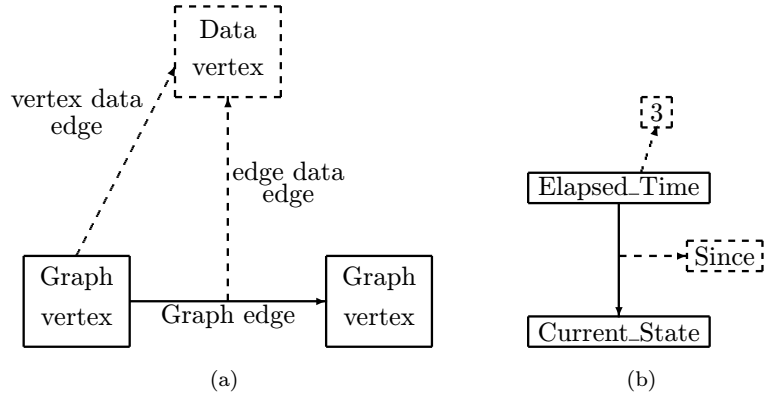 Data
vertex
vertex data
edge
edge data
edge
Graph
vertex
Graph edge
Graph
vertex
(a)
3
Elapsed_Time
Since
Current_State
(b)